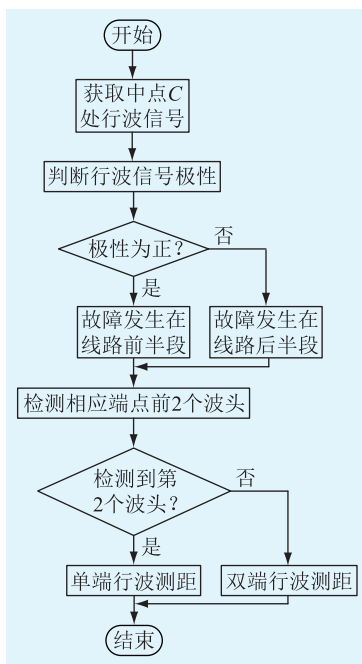 开始
获取中点C
处行波信号
判断行波信号极性
极性为正?
否
是
故障发生在
线路前半段
故障发生在
线路后半段
检测相应端点前2个波头
检测到第
2个波头?
否
是
单端行波测距
双端行波测距
结束